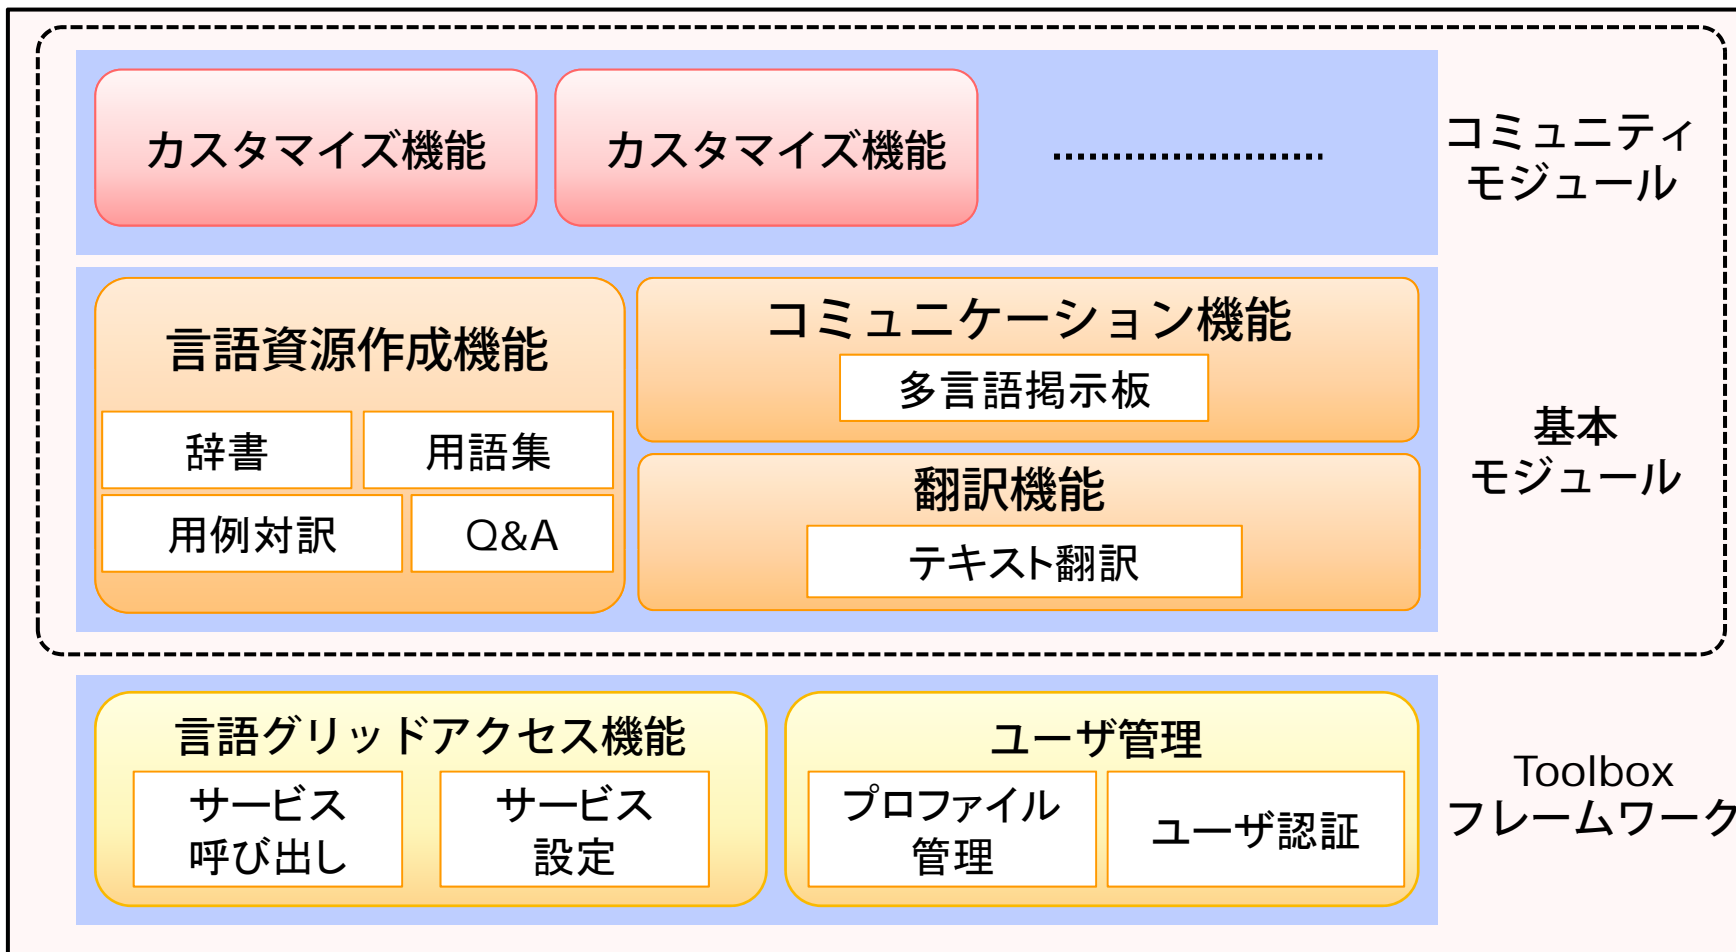 カスタマイズ機能
カスタマイズ機能
コミュニティ
モジュール
言語資源作成機能
辞書
用語集
用例対訳
Q&A
コミュニケーション機能
多言語掲示板
翻訳機能
テキスト翻訳
基本
モジュール
言語グリッドアクセス機能
サービス
呼び出し
サービス
設定
ユーザ管理
プロファイル
管理
ユーザ認証
Toolbox
フレームワーク